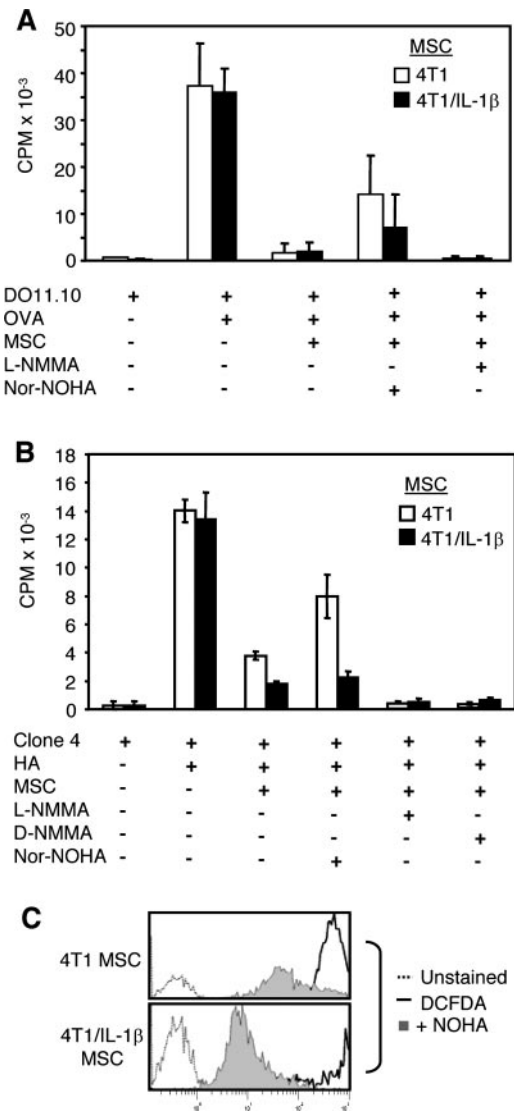 A
50
40
30
20
10
0
CPM x 10-3
MSC
4T1
4T1/IL-1β
DO11.10 + + + + +
OVA - + + + +
MSC - - + + +
L-NMMA - - - - +
Nor-NOHA - - - + -
B
18
16
14
12
10
8
6
4
2
0
CPM x 10-3
MSC
4T1
4T1/IL-1β
Clone 4 + + + + + +
HA - + + + + +
MSC - - + + + +
L-NMMA - - - - + -
D-NMMA - - - - - +
Nor-NOHA - - - + - -
C
4T1 MSC
4T1/IL-1β
MSC
Unstained
DCFDA
+ NOHA